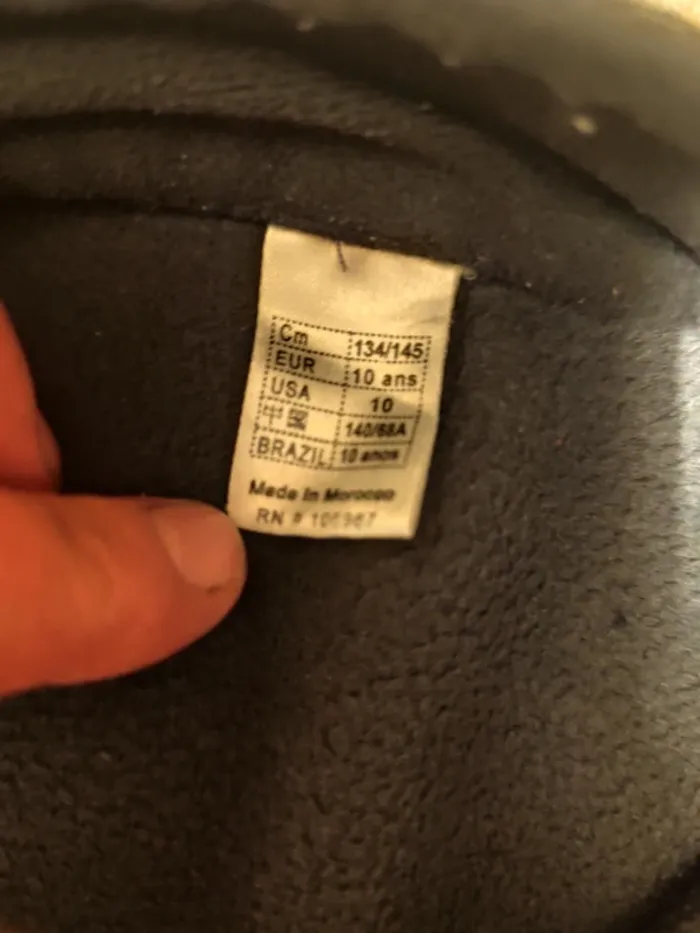 Cm 134/145
EUR 10 ans
USA 10
中国 140/68A
BRAZIL 10 anos
Made in Morocco
RN #